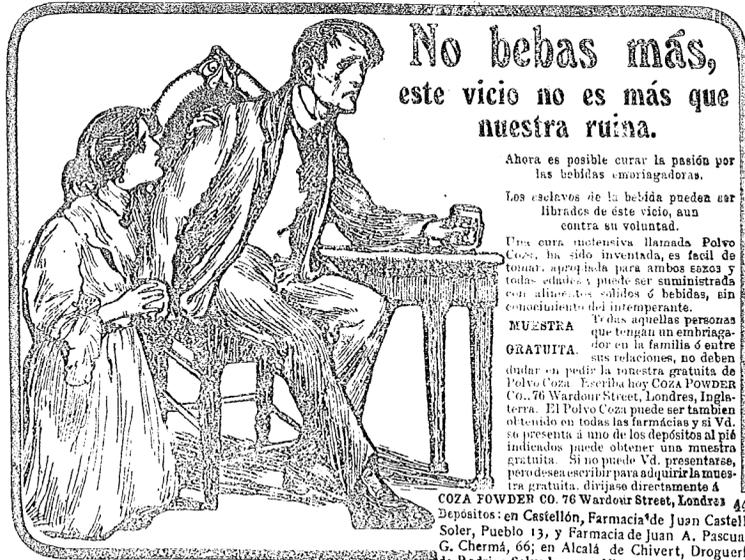 No bebas más,
este vicio no es más que
nuestra ruina.
Ahora es posible curar la pasión por
las bebidas embriagadoras.
Los esclavos de la bebida pueden ser
librados de éste vicio, aun
contra su voluntad.
Una cura inofensiva llamada Polvo
Coza, ha sido inventada, es facil de
tomar, apropiada para ambos sexos y
todas edades y puede ser suministrada
con alimentos sólidos ó bebidas, sin
conocimiento del intemperante.
MUESTRA
GRATUITA.
Todas aquellas personas
que tengan un embriaga-
dor en la familia ó entre
sus relaciones, no deben
dudar en pedir la muestra gratuita de
Polvo Coza. Escriba hoy COZA POWDER
CO., 76 Wardour Street, Londres, Ingla-
terra. El Polvo Coza puede ser tambien
obtenido en todas las farmácias y si Vd.
se presenta á uno de los depósitos al pié
indicados puede obtener una muestra
gratuita. Si no puede Vd. presentarse,
pero desea escribir para adquirir la mues-
tra gratuita, dirijase directamente á
COZA POWDER CO. 76 Wardour Street, Londres
Depósitos: en Castellón, Farmacia de Juan Castell
Soler, Pueblo 13, y Farmacia de Juan A. Pascua
G. Chermá, 66; en Alcalá de Chivert, Droguer